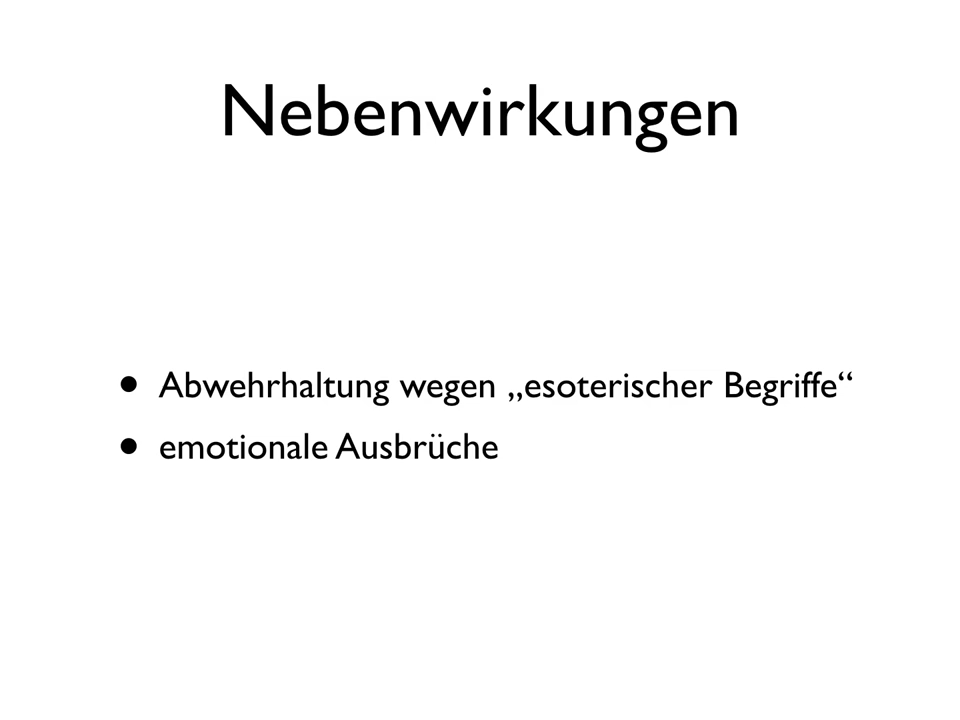 Nebenwirkungen
• Abwehrhaltung wegen „esoterischer Begriffe“
• emotionale Ausbrüche